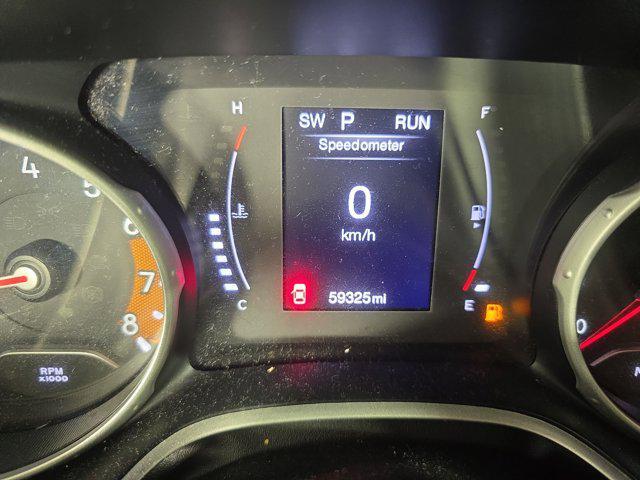 H
F
SW P RUN
Speedometer
4
5
6
7
8
0
km/h
C
59325mi
E
0
RPM
x1000